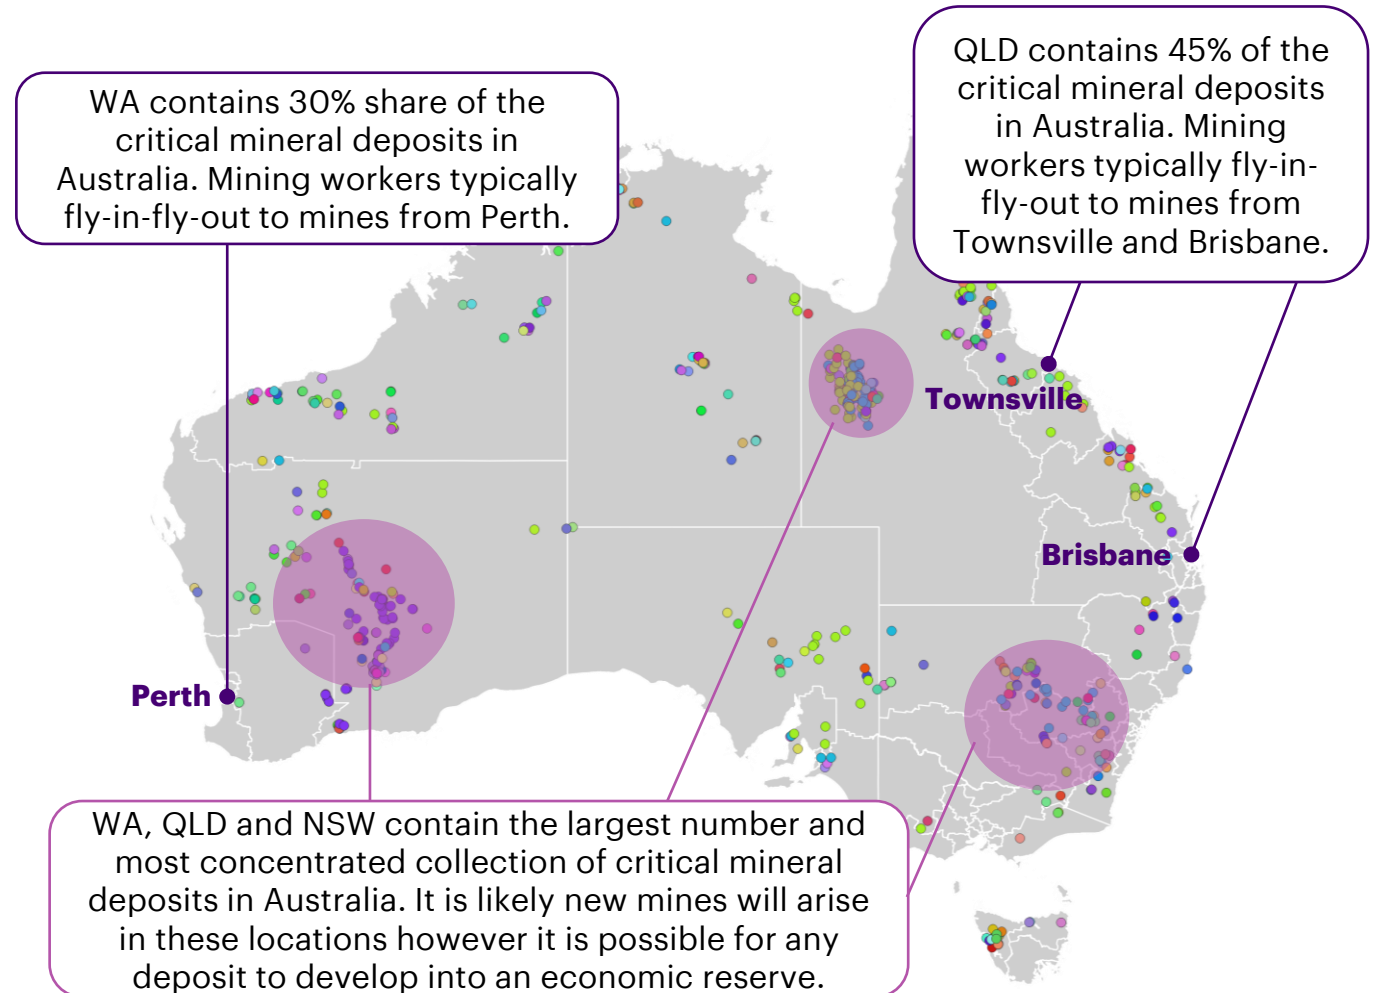 WA contains 30% share of the
critical mineral deposits in
Australia. Mining workers typically
fly-in-fly-out to mines from Perth.
QLD contains 45% of the
critical mineral deposits
in Australia. Mining
workers typically fly-in-
fly-out to mines from
Townsville and Brisbane.
Townsville
Brisbane
Perth
WA, QLD and NSW contain the largest number and
most concentrated collection of critical mineral
deposits in Australia. It is likely new mines will arise
in these locations however it is possible for any
deposit to develop into an economic reserve.